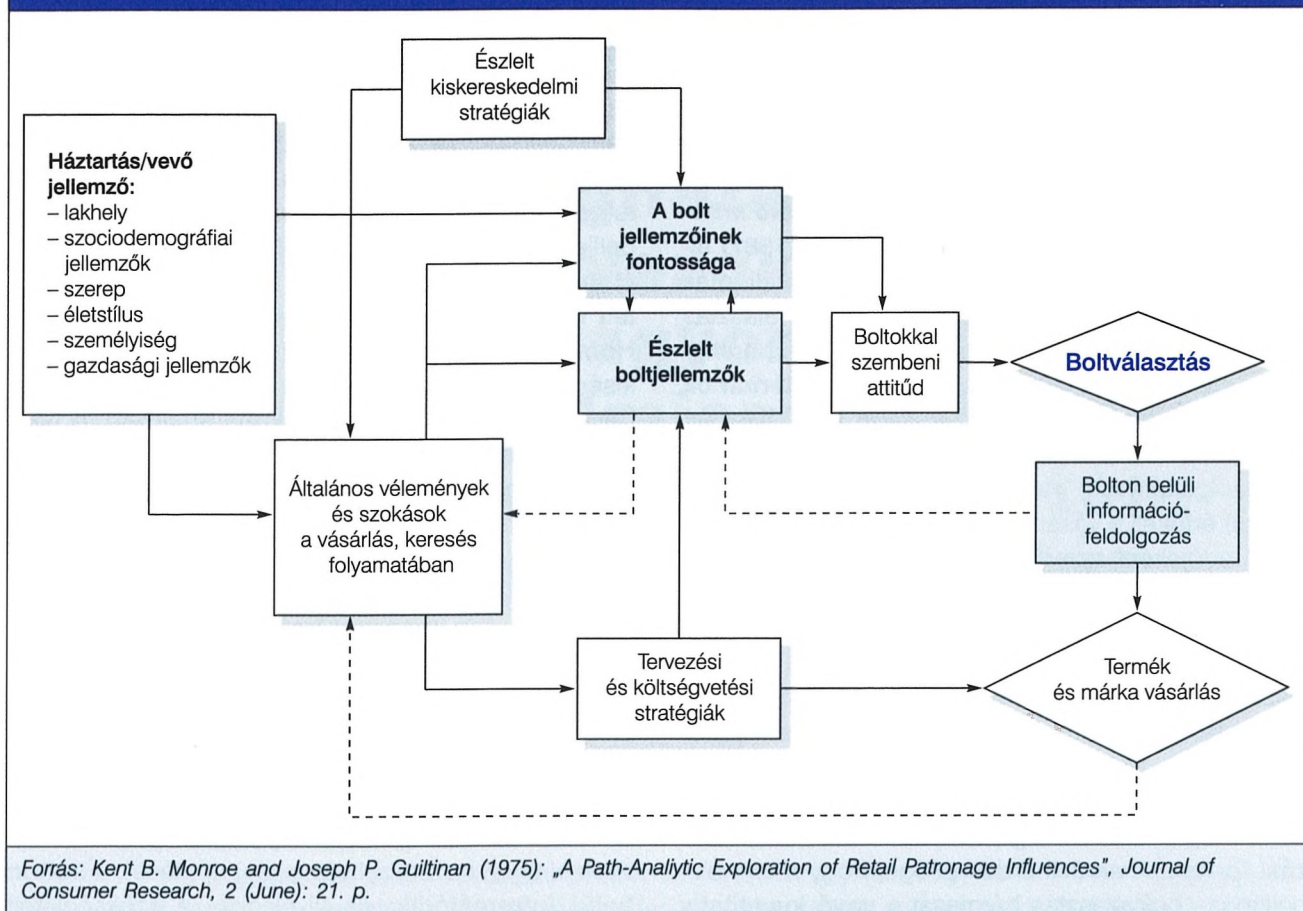 Észlelt
kiskereskedelmi
stratégiák
Háztartás/vevő
jellemző:
– lakhely
– szociodemográfiai
jellemzők
– szerep
– életstílus
– személyiség
– gazdasági jellemzők
A bolt
jellemzőinek
fontossága
Észlelt
boltjellemzők
Boltokkal
szembeni
attitűd
Boltválasztás
Általános vélemények
és szokások
a vásárlás, keresés
folyamatában
Bolton belüli
információ-
feldolgozás
Tervezési
és költségvetési
stratégiák
Termék
és márka vásárlás
Forrás: Kent B. Monroe and Joseph P. Guiltinan (1975): „A Path-Analiytic Exploration of Retail Patronage Influences”, Journal of
Consumer Research, 2 (June): 21. p.